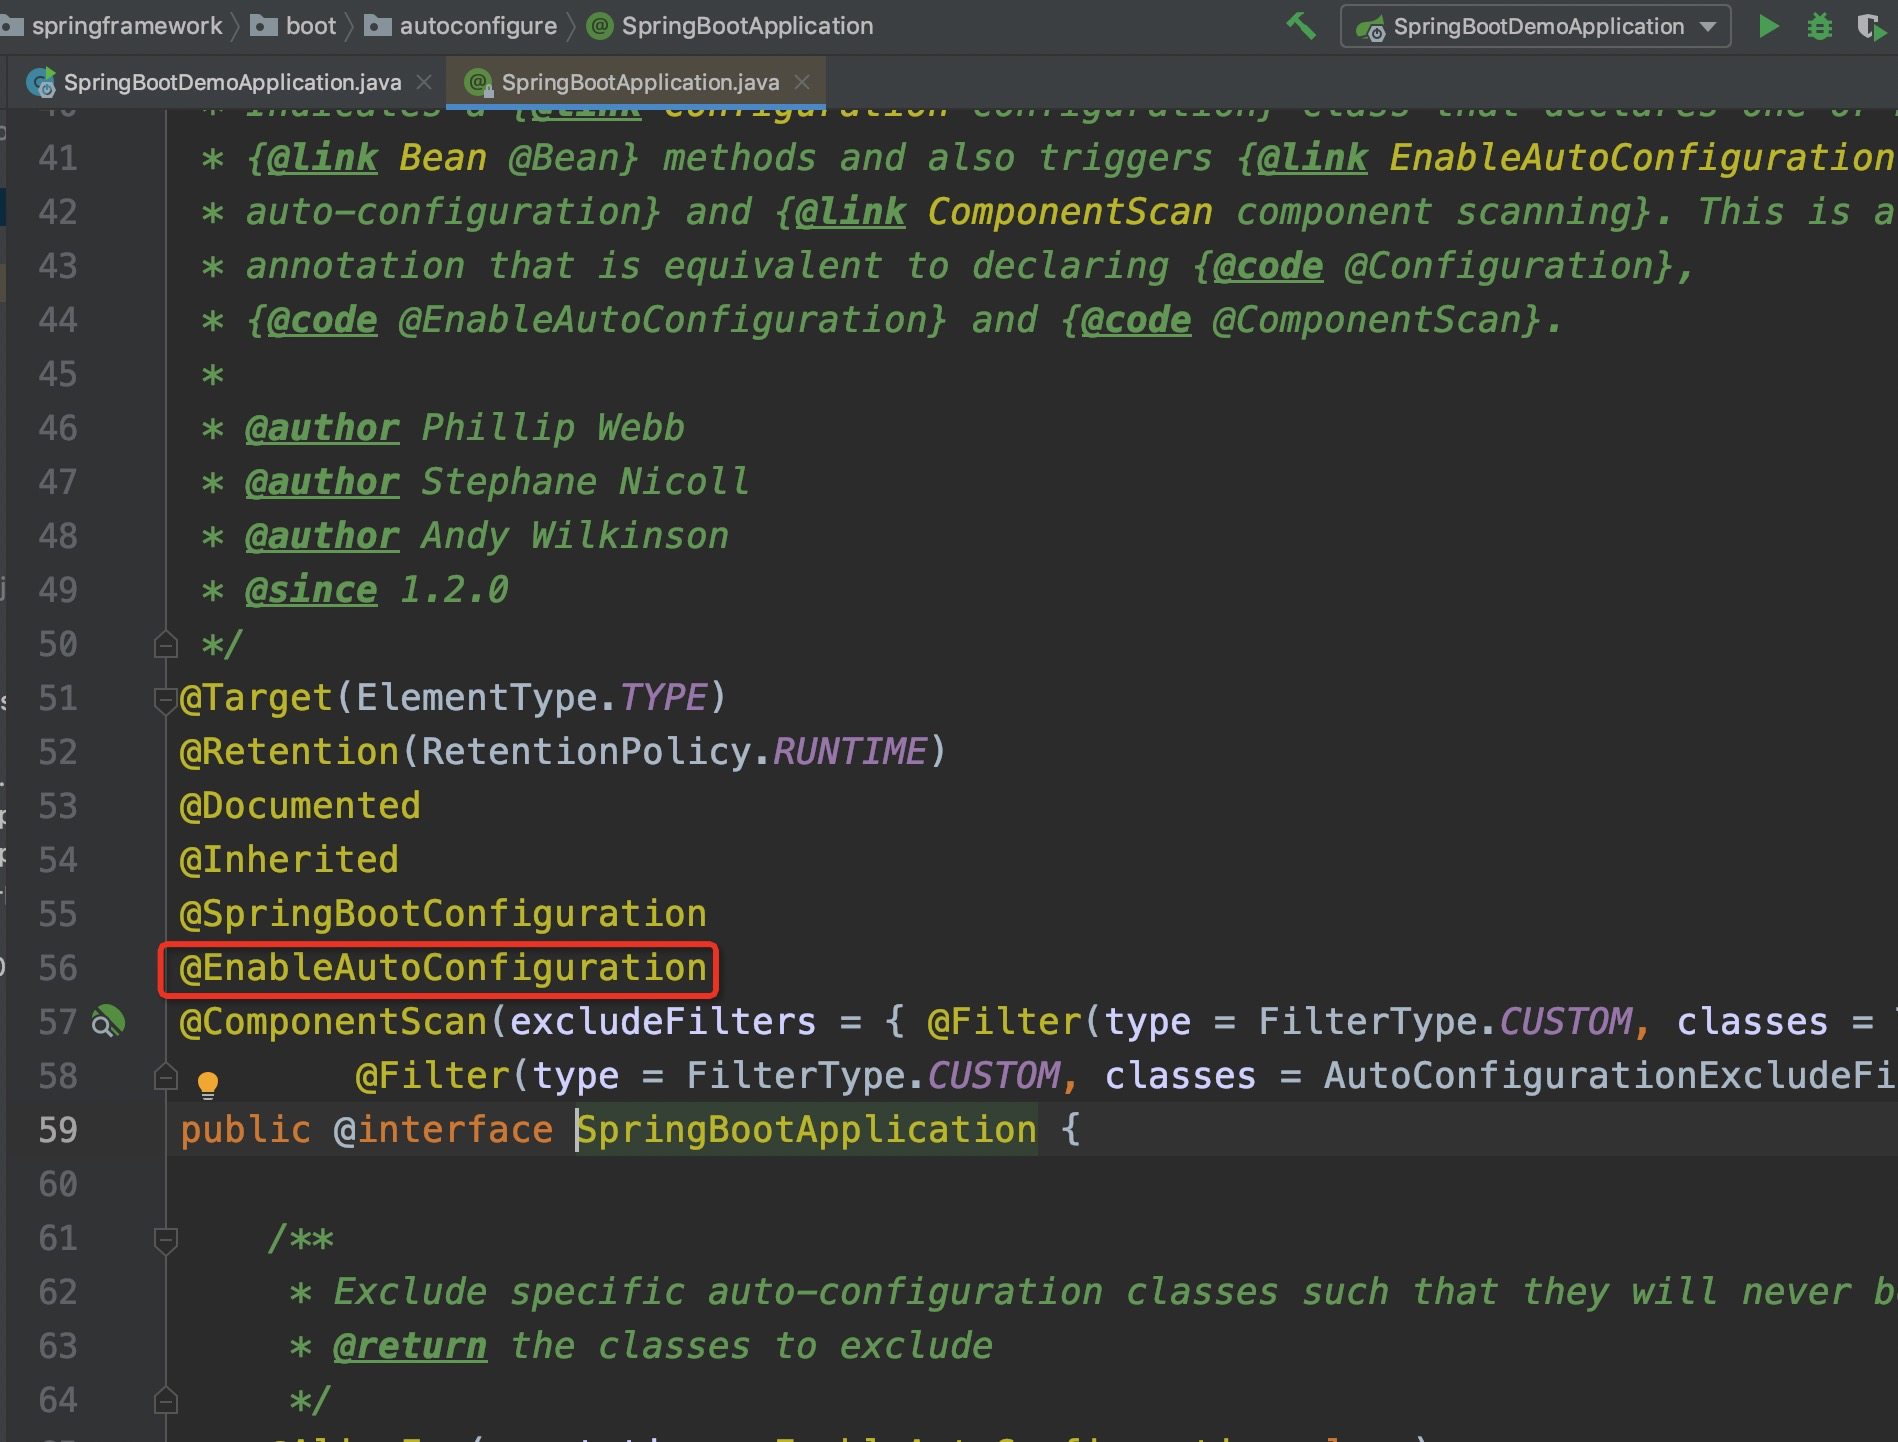 springframework boot autoconfigure @ SpringBootApplication SpringBootDemoApplication
SpringBootDemoApplication.java SpringBootApplication.java
41 * {@link Bean @Bean} methods and also triggers {@link EnableAutoConfiguration
42 * auto-configuration} and {@link ComponentScan component scanning}. This is a
43 * annotation that is equivalent to declaring {@code @Configuration},
44 * {@code @EnableAutoConfiguration} and {@code @ComponentScan}.
45 *
46 * @author Phillip Webb
47 * @author Stephane Nicoll
48 * @author Andy Wilkinson
49 * @since 1.2.0
50 */
51 @Target(ElementType.TYPE)
52 @Retention(RetentionPolicy.RUNTIME)
53 @Documented
54 @Inherited
55 @SpringBootConfiguration
56 @EnableAutoConfiguration
57 @ComponentScan(excludeFilters = { @Filter(type = FilterType.CUSTOM, classes =
58 @Filter(type = FilterType.CUSTOM, classes = AutoConfigurationExcludeFi
59 public @interface SpringBootApplication {
60
61 /**
62 * Exclude specific auto-configuration classes such that they will never b
63 * @return the classes to exclude
64 */